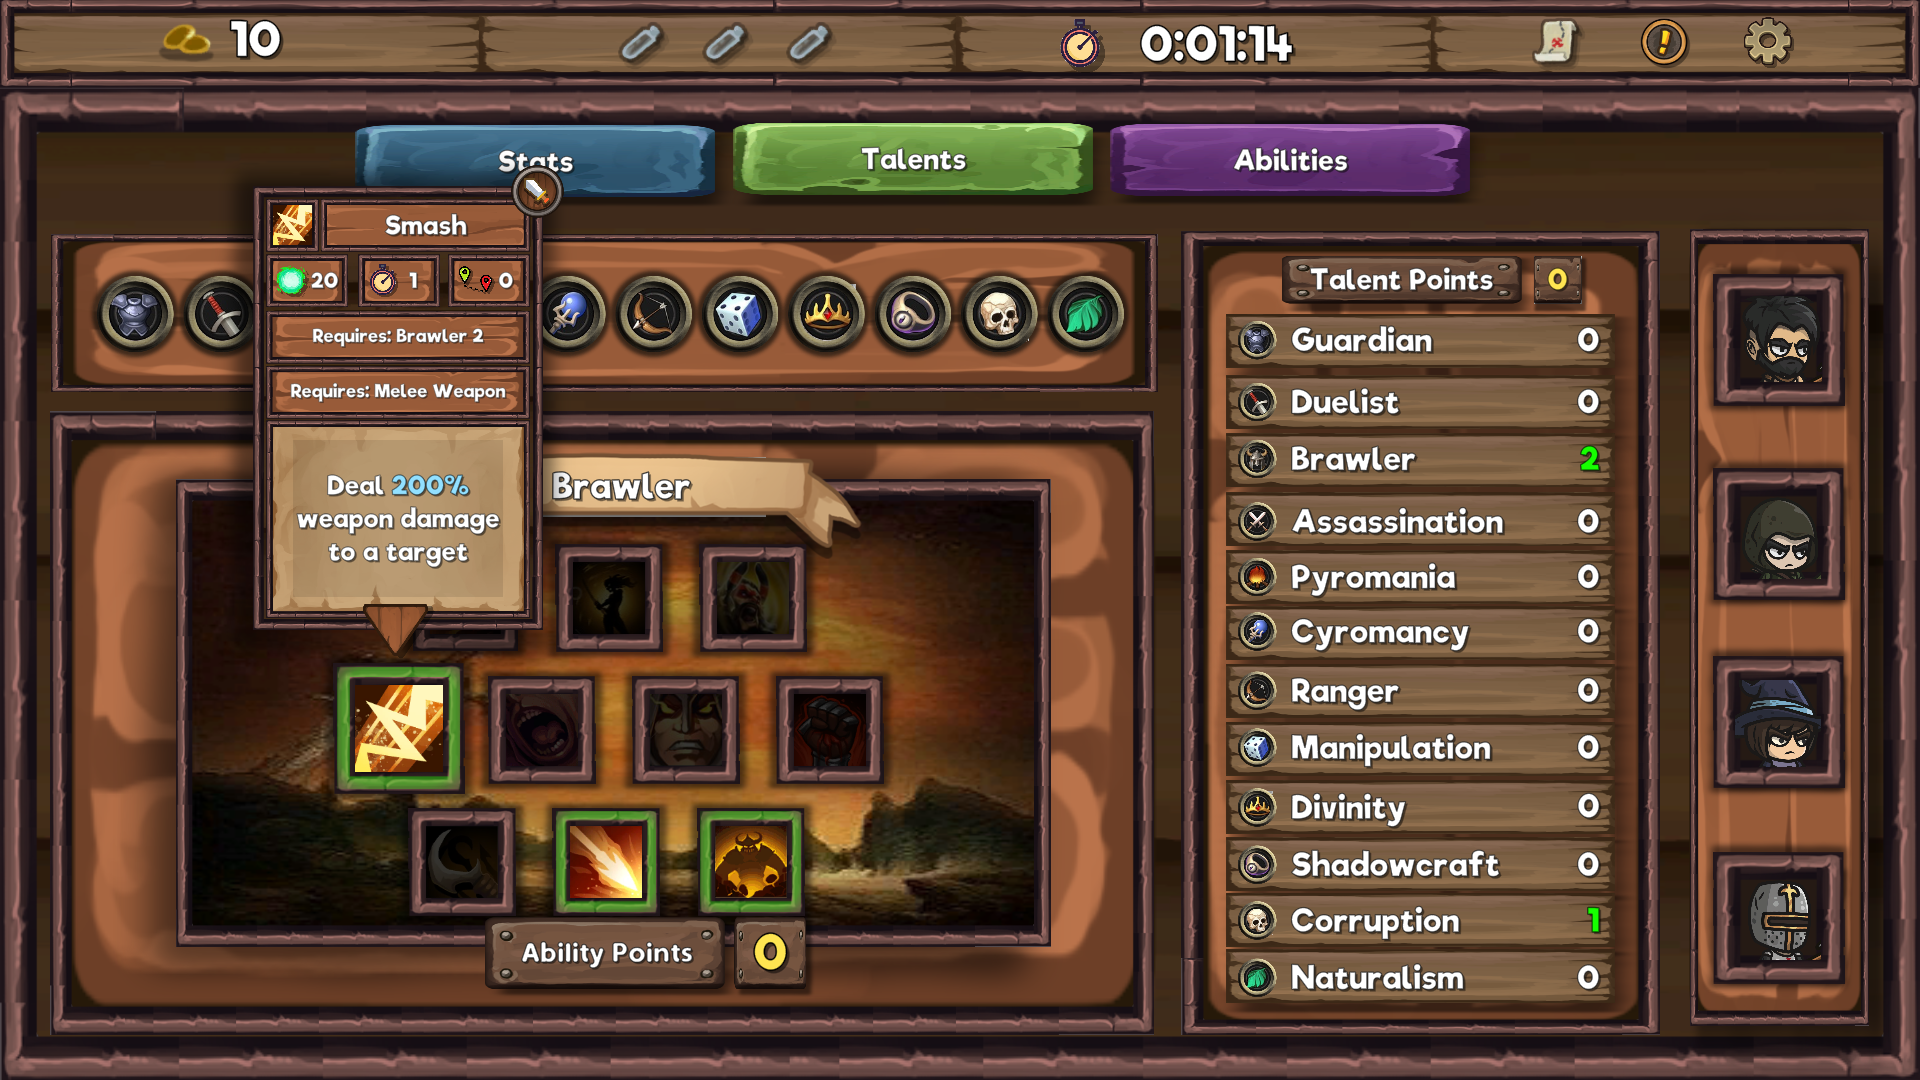 10
0:01:14
Stats
Talents
Abilities
Smash
20
1
0
Requires: Brawler 2
Requires: Melee Weapon
Deal 200%
weapon damage
to a target
Brawler
Ability Points
0
Talent Points
0
Guardian 0
Duelist 0
Brawler 2
Assassination 0
Pyromania 0
Cyromancy 0
Ranger 0
Manipulation 0
Divinity 0
Shadowcraft 0
Corruption 1
Naturalism 0